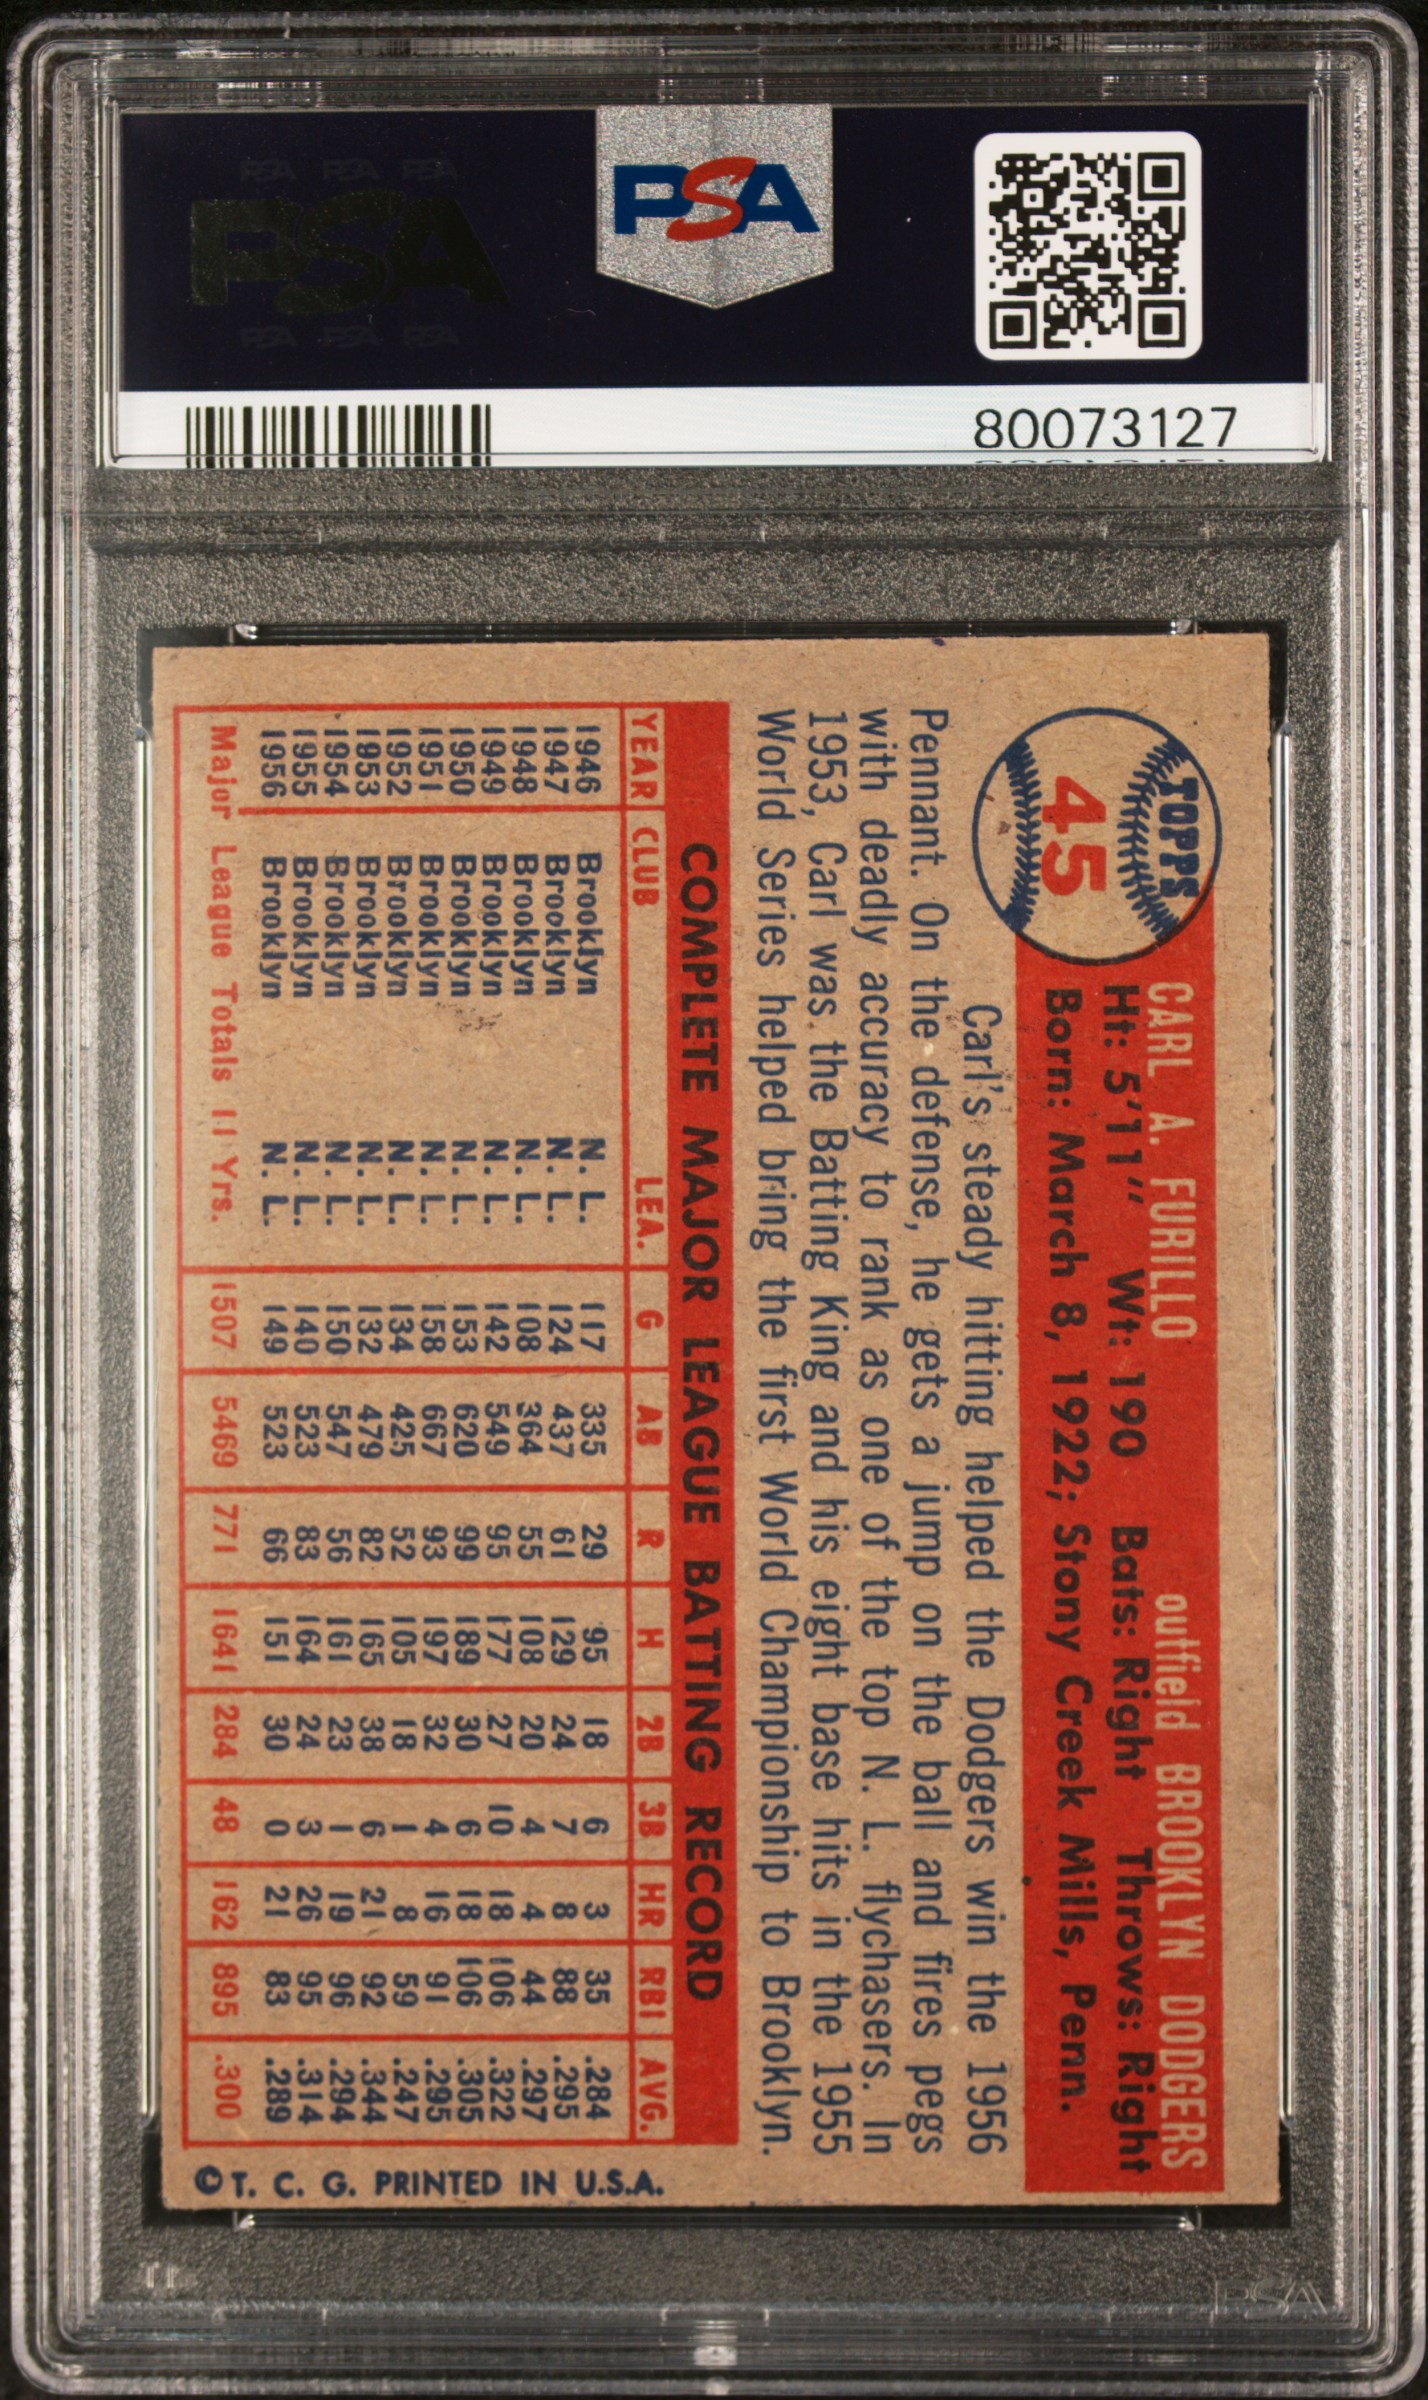 PSA PSA PSA
PSA
PSA PSA PSA
PSA
80073127
TOPPS
45
CARL A. FURILLO outfield BROOKLYN DODGERS
Ht: 5'11" Wt: 190 Bats: Right Throws: Right
Born: March 8, 1922; Stony Creek Mills, Penn.
Carl's steady hitting helped the Dodgers win the 1956
Pennant. On the defense, he gets a jump on the ball and fires pegs
with deadly accuracy to rank as one of the top N. L. flychasers. In
1953, Carl was the Batting King and his eight base hits in the 1955
World Series helped bring the first World Championship to Brooklyn.
COMPLETE MAJOR LEAGUE BATTING RECORD
YEAR CLUB LEA. G AB R H 2B 3B HR RBI AVG.
1946 Brooklyn N. L. 117 335 29 95 18 6 3 35 .284
1947 Brooklyn N. L. 124 437 61 129 24 7 8 88 .295
1948 Brooklyn N. L. 108 364 55 108 20 4 4 44 .297
1949 Brooklyn N. L. 142 549 95 177 27 10 18 106 .322
1950 Brooklyn N. L. 153 620 99 189 30 6 18 106 .305
1951 Brooklyn N. L. 158 667 93 197 32 4 16 91 .295
1952 Brooklyn N. L. 134 425 52 105 18 1 8 59 .247
1953 Brooklyn N. L. 132 479 82 165 38 6 21 92 .344
1954 Brooklyn N. L. 150 547 56 161 23 1 19 96 .294
1955 Brooklyn N. L. 140 523 83 164 24 3 26 95 .314
1956 Brooklyn N. L. 149 523 66 151 30 0 21 83 .289
Major League Totals 11 Yrs. 1507 5469 771 1641 284 48 162 895 .300
© T. C. G. PRINTED IN U.S.A.
PSA